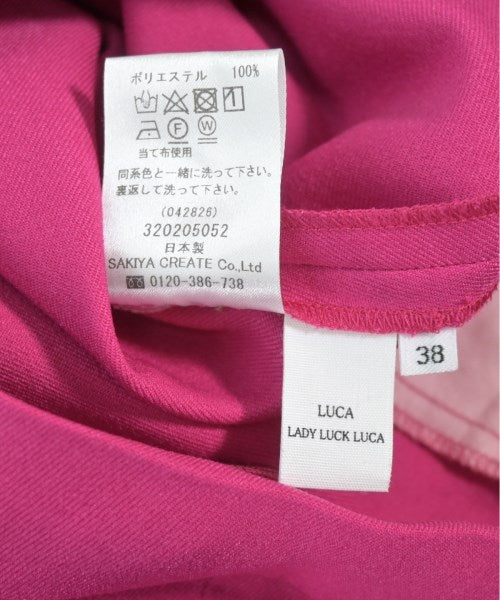 ポリエステル 100%
F W
当て布使用
同系色と一緒に洗って下さい。
裏返して洗って下さい。
(042826)
320205052
日本製
SAKIYA CREATE Co.,Ltd
☎0120-386-738
38
LUCA
LADY LUCK LUCA